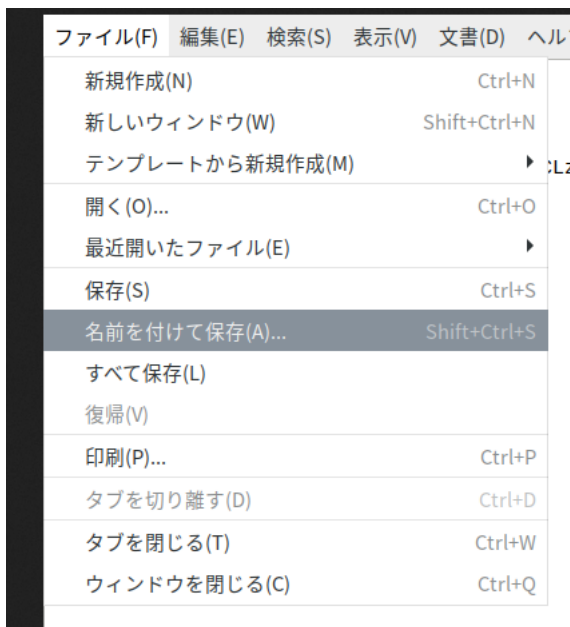 ファイル(F) 編集(E) 検索(S) 表示(V) 文書(D) ヘル
新規作成(N) Ctrl+N
新しいウィンドウ(W) Shift+Ctrl+N
テンプレートから新規作成(M)
開く(O)... Ctrl+O
最近開いたファイル(E)
保存(S) Ctrl+S
名前を付けて保存(A)... Shift+Ctrl+S
すべて保存(L)
復帰(V)
印刷(P)... Ctrl+P
タブを切り離す(D) Ctrl+D
タブを閉じる(T) Ctrl+W
ウィンドウを閉じる(C) Ctrl+Q